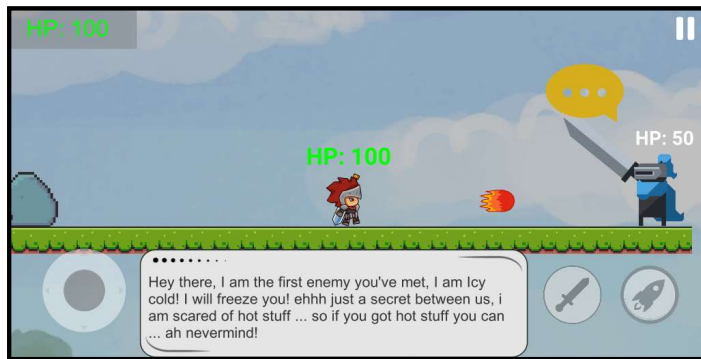 HP: 100
HP: 50
HP: 100
Hey there, I am the first enemy you've met, I am Icy
cold! I will freeze you! ehhh just a secret between us, i
am scared of hot stuff ... so if you got hot stuff you can
... ah nevermind!